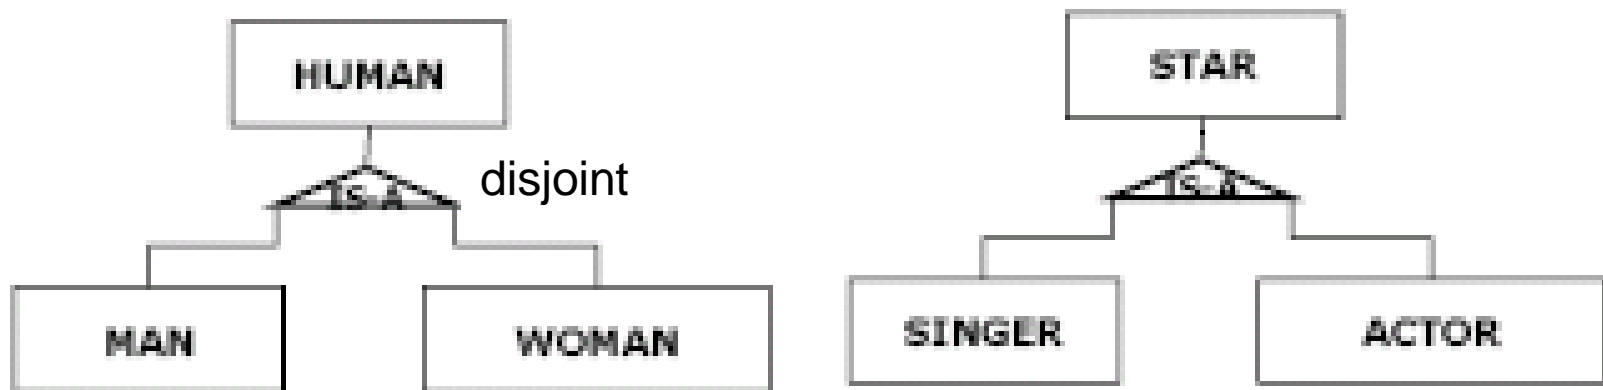 HUMAN
IS-A
disjoint
MAN
WOMAN
STAR
IS-A
SINGER
ACTOR